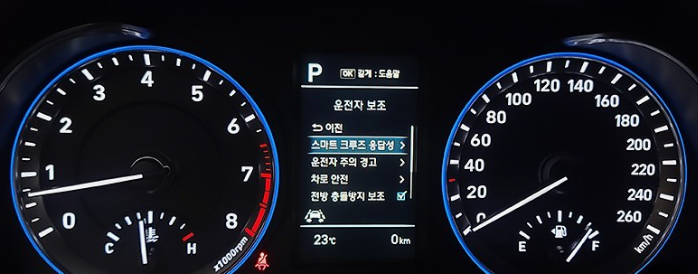 P
OK 길게 : 도움말
운전자 보조
이전
스마트 크루즈 응답성
운전자 주의 경고
차로 안전
전방 충돌방지 보조
23℃ 0km
0 1 2 3 4 5 6 7 8
x1000rpm
C H
0 20 40 60 80 100 120 140 160 180 200 220 240 260
km/h
E F